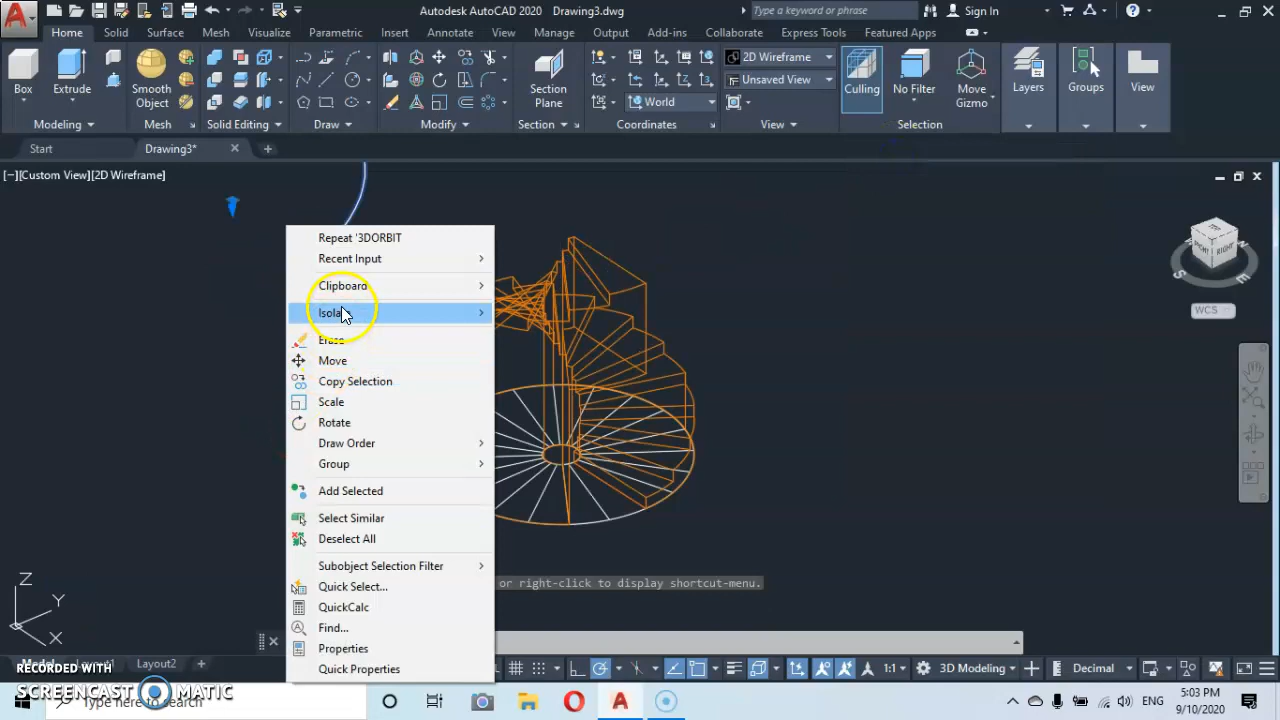 Autodesk AutoCAD 2020 Drawing3.dwg
Type a keyword or phrase
Sign In
Home Solid Surface Mesh Visualize Parametric Insert Annotate View Manage Output Add-ins Collaborate Express Tools Featured Apps
Box
Extrude
Smooth
Object
Section
Plane
World
2D Wireframe
Unsaved View
Culling
No Filter
Move
Gizmo
Layers
Groups
View
Modeling Mesh Solid Editing Draw Modify Section Coordinates View Selection
Start Drawing3*
[−][Custom View][2D Wireframe]
RIGHT
S
E
WCS
Repeat '3DORBIT
Recent Input
Clipboard
Isola
Erase
Move
Copy Selection
Scale
Rotate
Draw Order
Group
Add Selected
Select Similar
Deselect All
Subobject Selection Filter
Quick Select...
QuickCalc
Find...
Properties
Quick Properties
Z
Y
X
or right-click to display shortcut-menu.
Layout2
1:1
3D Modeling
Decimal
RECORDED WITH
SCREENCAST MATIC
Type here to search
ENG
5:03 PM
9/10/2020